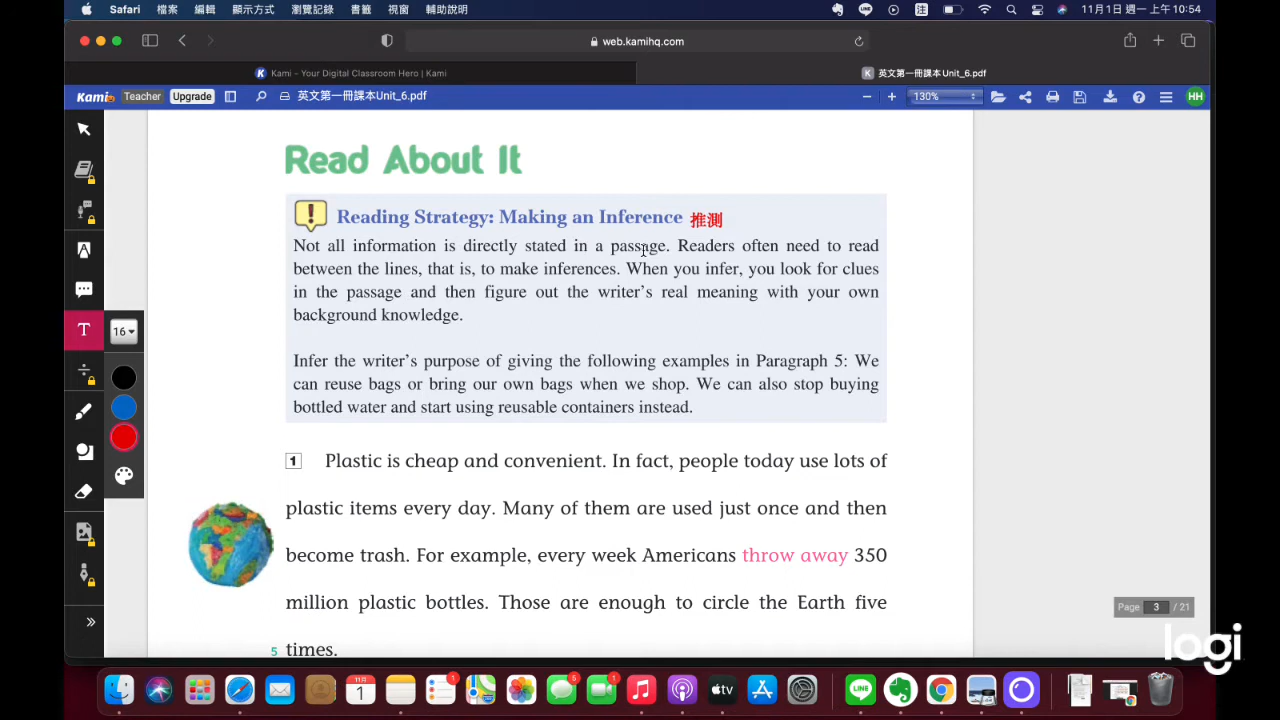 Safari 檔案 編輯 顯示方式 瀏覽記錄 書籤 視窗 輔助說明 注 11月1日 週一 上午 10:54
web.kamihq.com
Kami - Your Digital Classroom Hero | Kami
K 英文第一冊課本Unit_6.pdf
Kami Teacher Upgrade 英文第一冊課本Unit_6.pdf 130% HH
Read About It
Reading Strategy: Making an Inference 推測
Not all information is directly stated in a passage. Readers often need to read
between the lines, that is, to make inferences. When you infer, you look for clues
in the passage and then figure out the writer's real meaning with your own
background knowledge.
T 16
Infer the writer's purpose of giving the following examples in Paragraph 5: We
can reuse bags or bring our own bags when we shop. We can also stop buying
bottled water and start using reusable containers instead.
1 Plastic is cheap and convenient. In fact, people today use lots of
plastic items every day. Many of them are used just once and then
become trash. For example, every week Americans throw away 350
million plastic bottles. Those are enough to circle the Earth five
5 times.
Page 3 / 21
logi
11月
1
1
5
1
tv
LINE